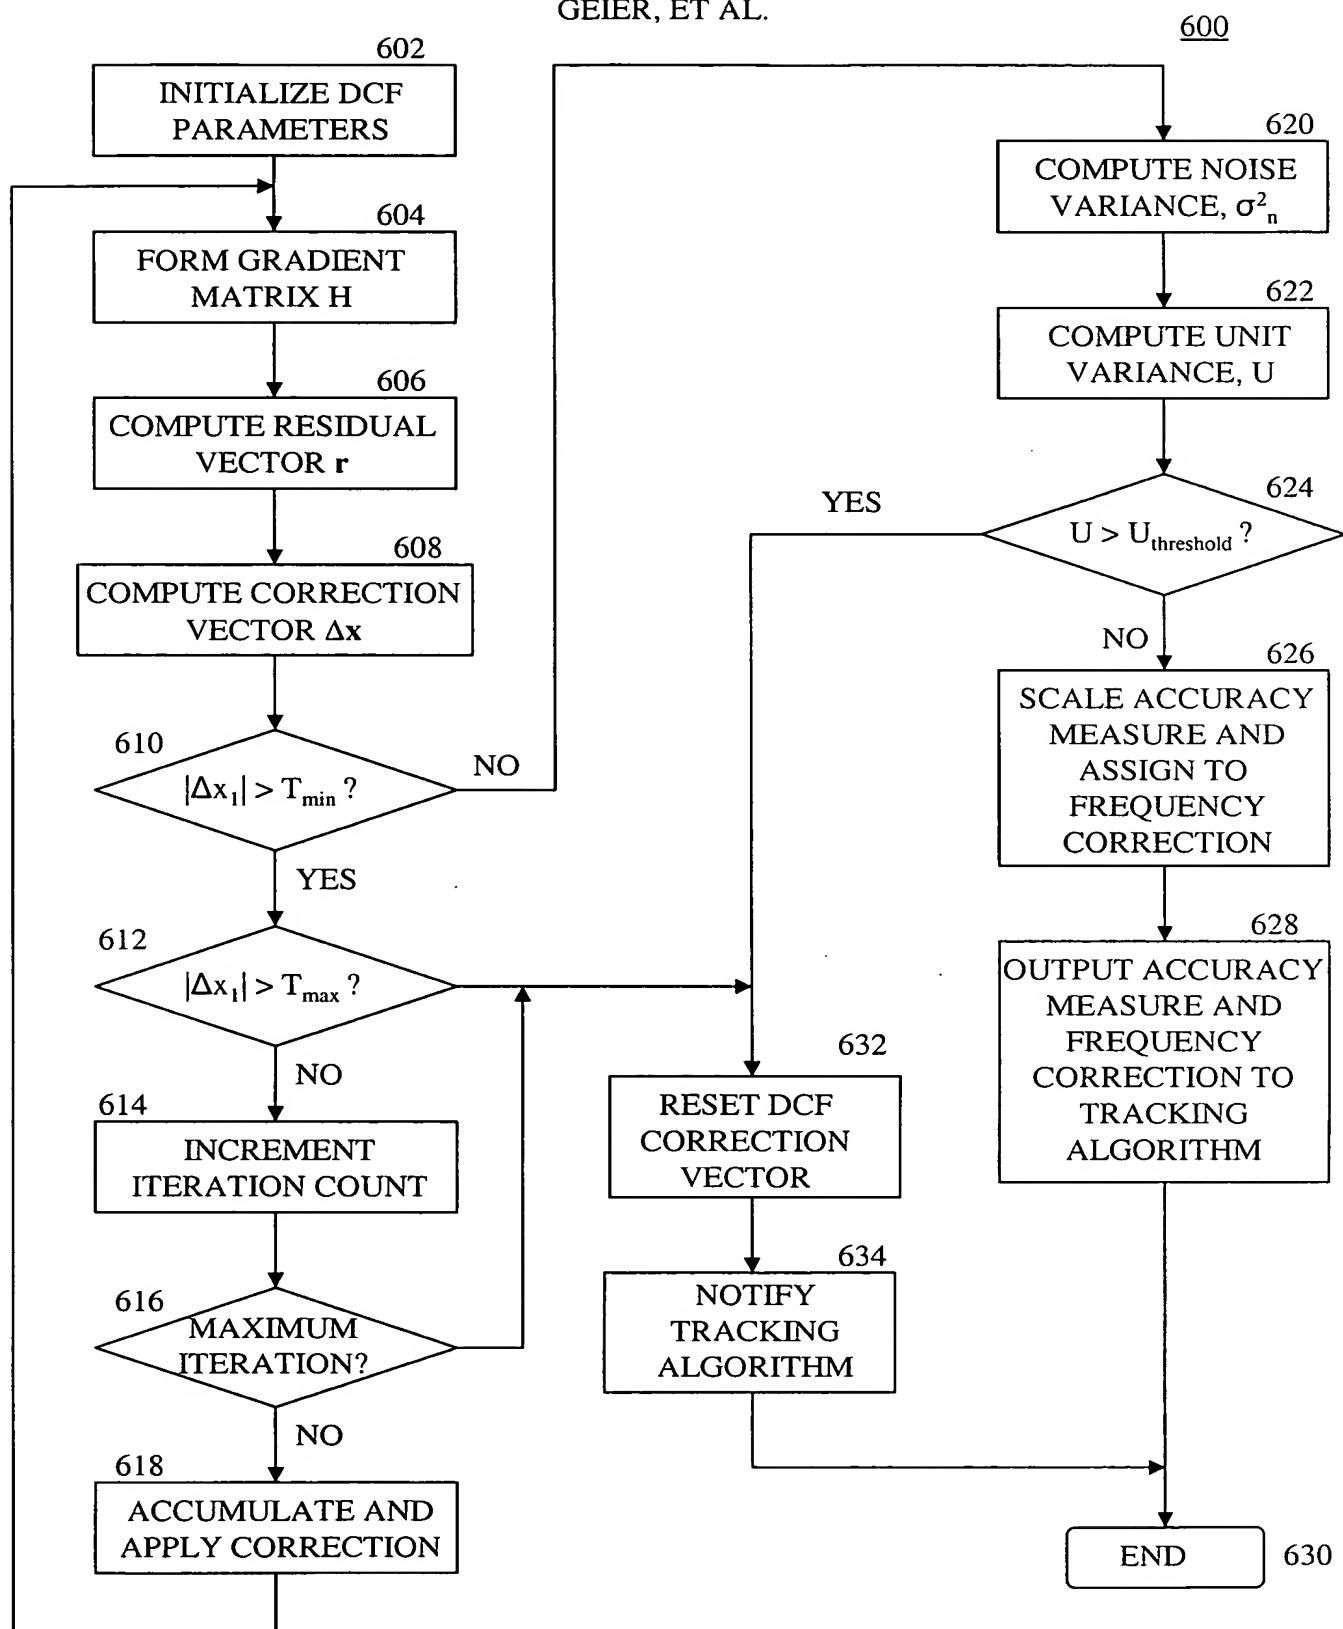 GEIER, ET AL.
600
602
INITIALIZE DCF
PARAMETERS
604
FORM GRADIENT
MATRIX H
606
COMPUTE RESIDUAL
VECTOR r
608
COMPUTE CORRECTION
VECTOR Δx
610
|Δx₁| > Tmin ?
NO
YES
612
|Δx₁| > Tmax ?
NO
614
INCREMENT
ITERATION COUNT
616
MAXIMUM
ITERATION?
NO
618
ACCUMULATE AND
APPLY CORRECTION
620
COMPUTE NOISE
VARIANCE, σ²n
622
COMPUTE UNIT
VARIANCE, U
624
U > Uthreshold ?
YES
NO
626
SCALE ACCURACY
MEASURE AND
ASSIGN TO
FREQUENCY
CORRECTION
628
OUTPUT ACCURACY
MEASURE AND
FREQUENCY
CORRECTION TO
TRACKING
ALGORITHM
632
RESET DCF
CORRECTION
VECTOR
634
NOTIFY
TRACKING
ALGORITHM
END
630